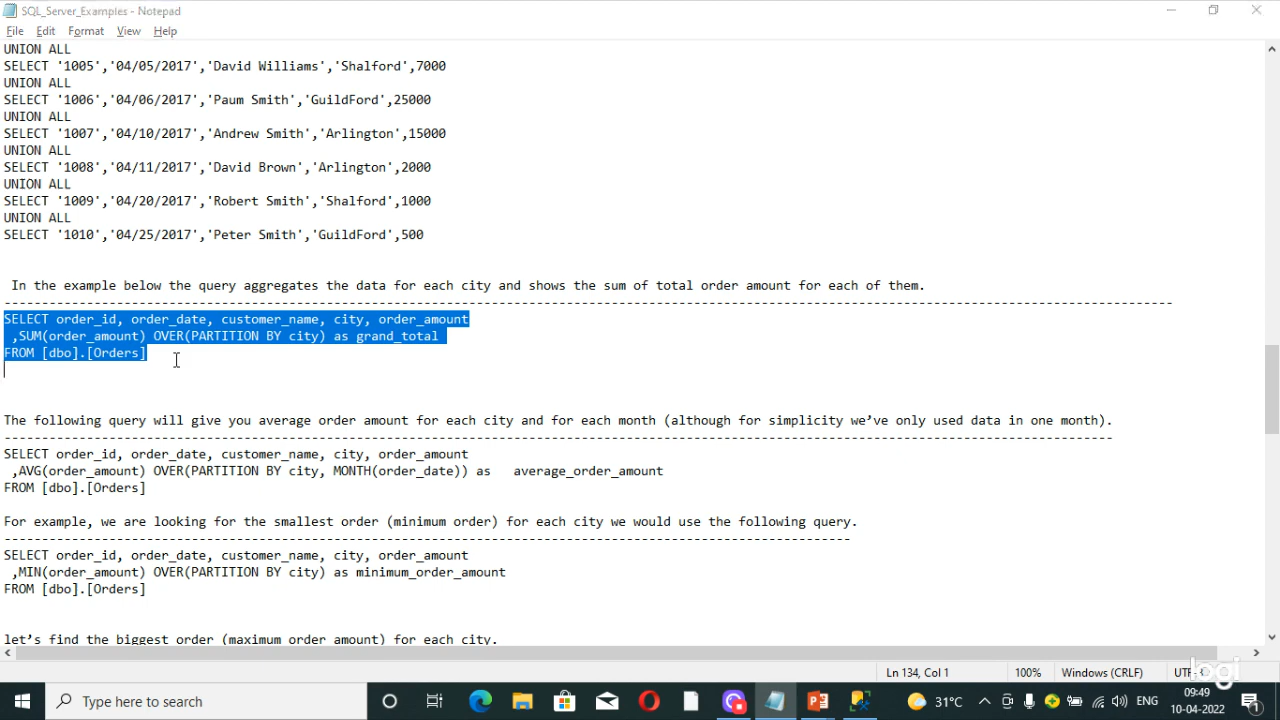 SQL_Server_Examples - Notepad
File Edit Format View Help
UNION ALL
SELECT '1005','04/05/2017','David Williams','Shalford',7000
UNION ALL
SELECT '1006','04/06/2017','Paum Smith','GuildFord',25000
UNION ALL
SELECT '1007','04/10/2017','Andrew Smith','Arlington',15000
UNION ALL
SELECT '1008','04/11/2017','David Brown','Arlington',2000
UNION ALL
SELECT '1009','04/20/2017','Robert Smith','Shalford',1000
UNION ALL
SELECT '1010','04/25/2017','Peter Smith','GuildFord',500
In the example below the query aggregates the data for each city and shows the sum of total order amount for each of them.
------------------------------------------------------------------------------------------------------------------------------------------------------------
SELECT order_id, order_date, customer_name, city, order_amount
,SUM(order_amount) OVER(PARTITION BY city) as grand_total
FROM [dbo].[Orders]
The following query will give you average order amount for each city and for each month (although for simplicity we’ve only used data in one month).
----------------------------------------------------------------------------------------------------------------------------------------------------
SELECT order_id, order_date, customer_name, city, order_amount
,AVG(order_amount) OVER(PARTITION BY city, MONTH(order_date)) as   average_order_amount
FROM [dbo].[Orders]
For example, we are looking for the smallest order (minimum order) for each city we would use the following query.
-----------------------------------------------------------------------------------------------------------------
SELECT order_id, order_date, customer_name, city, order_amount
,MIN(order_amount) OVER(PARTITION BY city) as minimum_order_amount
FROM [dbo].[Orders]
let’s find the biggest order (maximum order amount) for each city.
Ln 134, Col 1 100% Windows (CRLF) UTF-8
logi
Type here to search
31°C ENG
09:49
10-04-2022
1